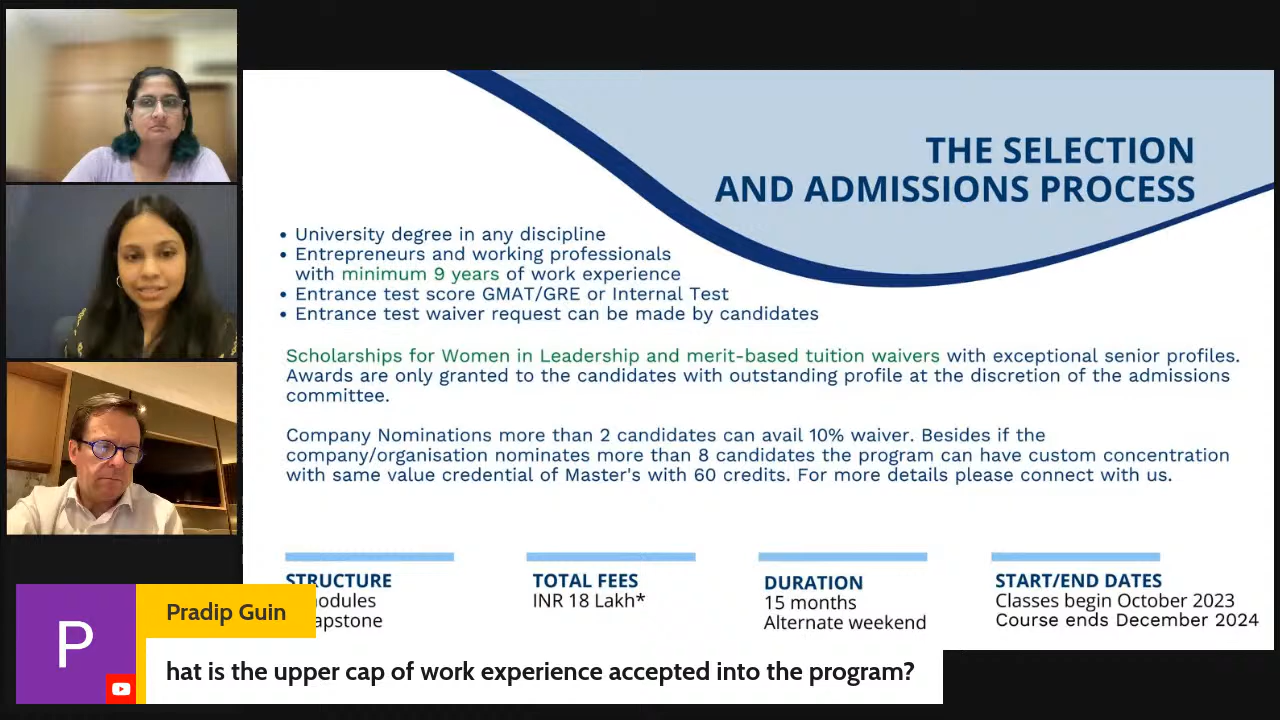 THE SELECTION
AND ADMISSIONS PROCESS
• University degree in any discipline
• Entrepreneurs and working professionals
with minimum 9 years of work experience
• Entrance test score GMAT/GRE or Internal Test
• Entrance test waiver request can be made by candidates
Scholarships for Women in Leadership and merit-based tuition waivers with exceptional senior profiles.
Awards are only granted to the candidates with outstanding profile at the discretion of the admissions
committee.
Company Nominations more than 2 candidates can avail 10% waiver. Besides if the
company/organisation nominates more than 8 candidates the program can have custom concentration
with same value credential of Master's with 60 credits. For more details please connect with us.
STRUCTURE
TOTAL FEES
INR 18 Lakh*
DURATION
15 months
Alternate weekend
START/END DATES
Classes begin October 2023
Course ends December 2024
P
Pradip Guin
hat is the upper cap of work experience accepted into the program?